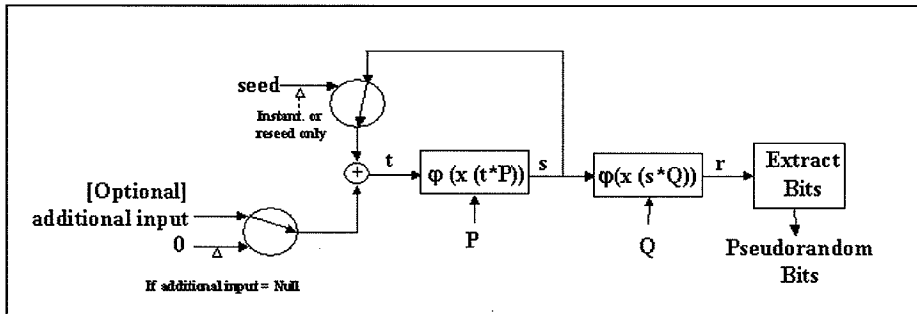 seed
Instant. or
reseed only
[Optional]
additional input
0
If additional input = Null
+
t
φ (x (t*P))
s
P
φ(x (s*Q))
r
Q
Extract
Bits
Pseudorandom
Bits